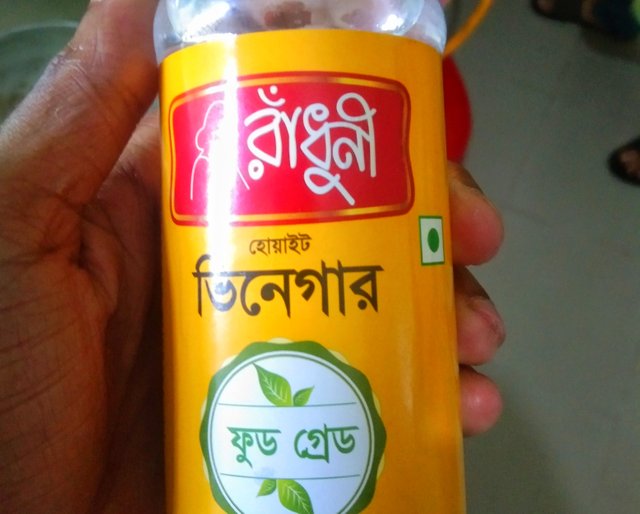 রাঁধুনী
হোয়াইট
ভিনেগার
ফুড গ্রেড